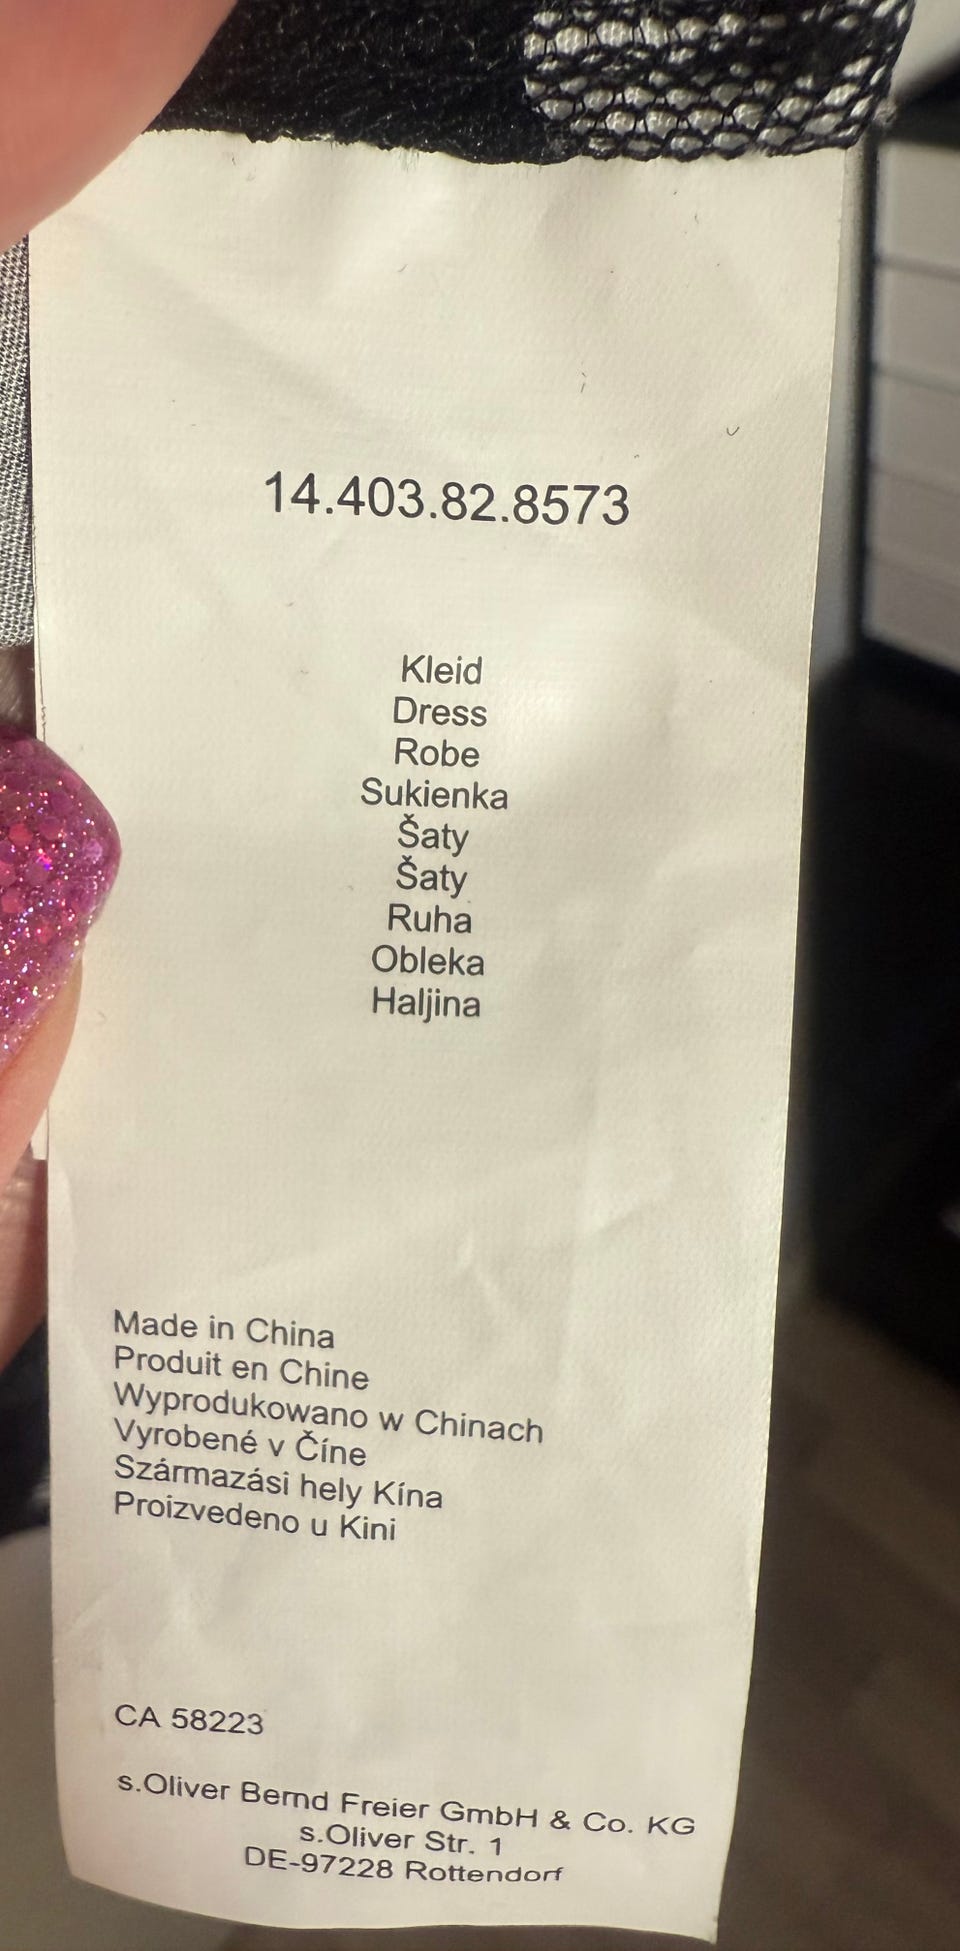 14.403.82.8573
Kleid
Dress
Robe
Sukienka
Šaty
Šaty
Ruha
Obleka
Haljina
Made in China
Produit en Chine
Wyprodukowano w Chinach
Vyrobené v Číne
Származási hely Kína
Proizvedeno u Kini
CA 58223
s.Oliver Bernd Freier GmbH & Co. KG
s.Oliver Str. 1
DE-97228 Rottendorf